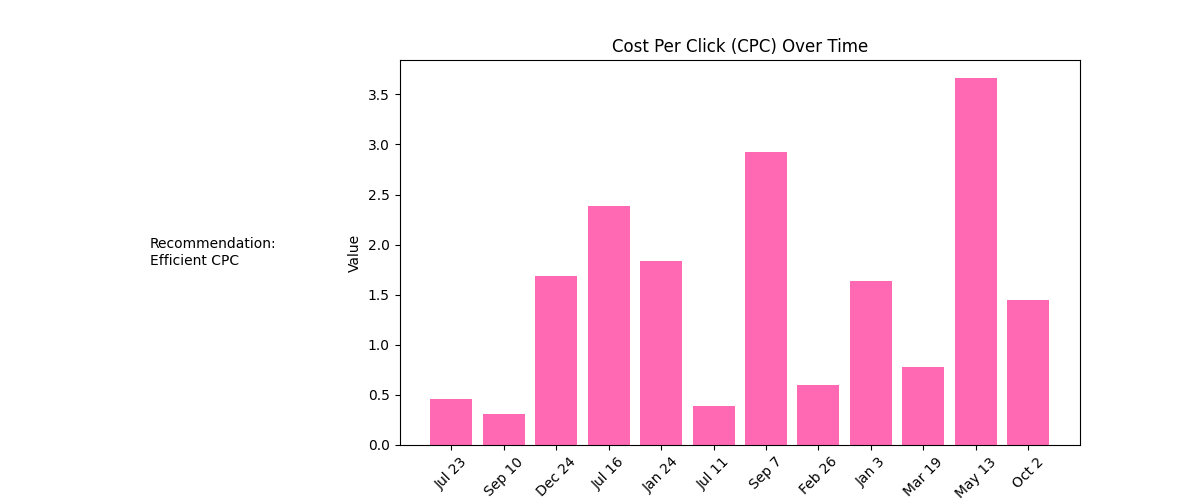 Cost Per Click (CPC) Over Time
Recommendation:
Efficient CPC
Value
3.5
3.0
2.5
2.0
1.5
1.0
0.5
0.0
Jul 23
Sep 10
Dec 24
Jul 16
Jan 24
Jul 11
Sep 7
Feb 26
Jan 3
Mar 19
May 13
Oct 2